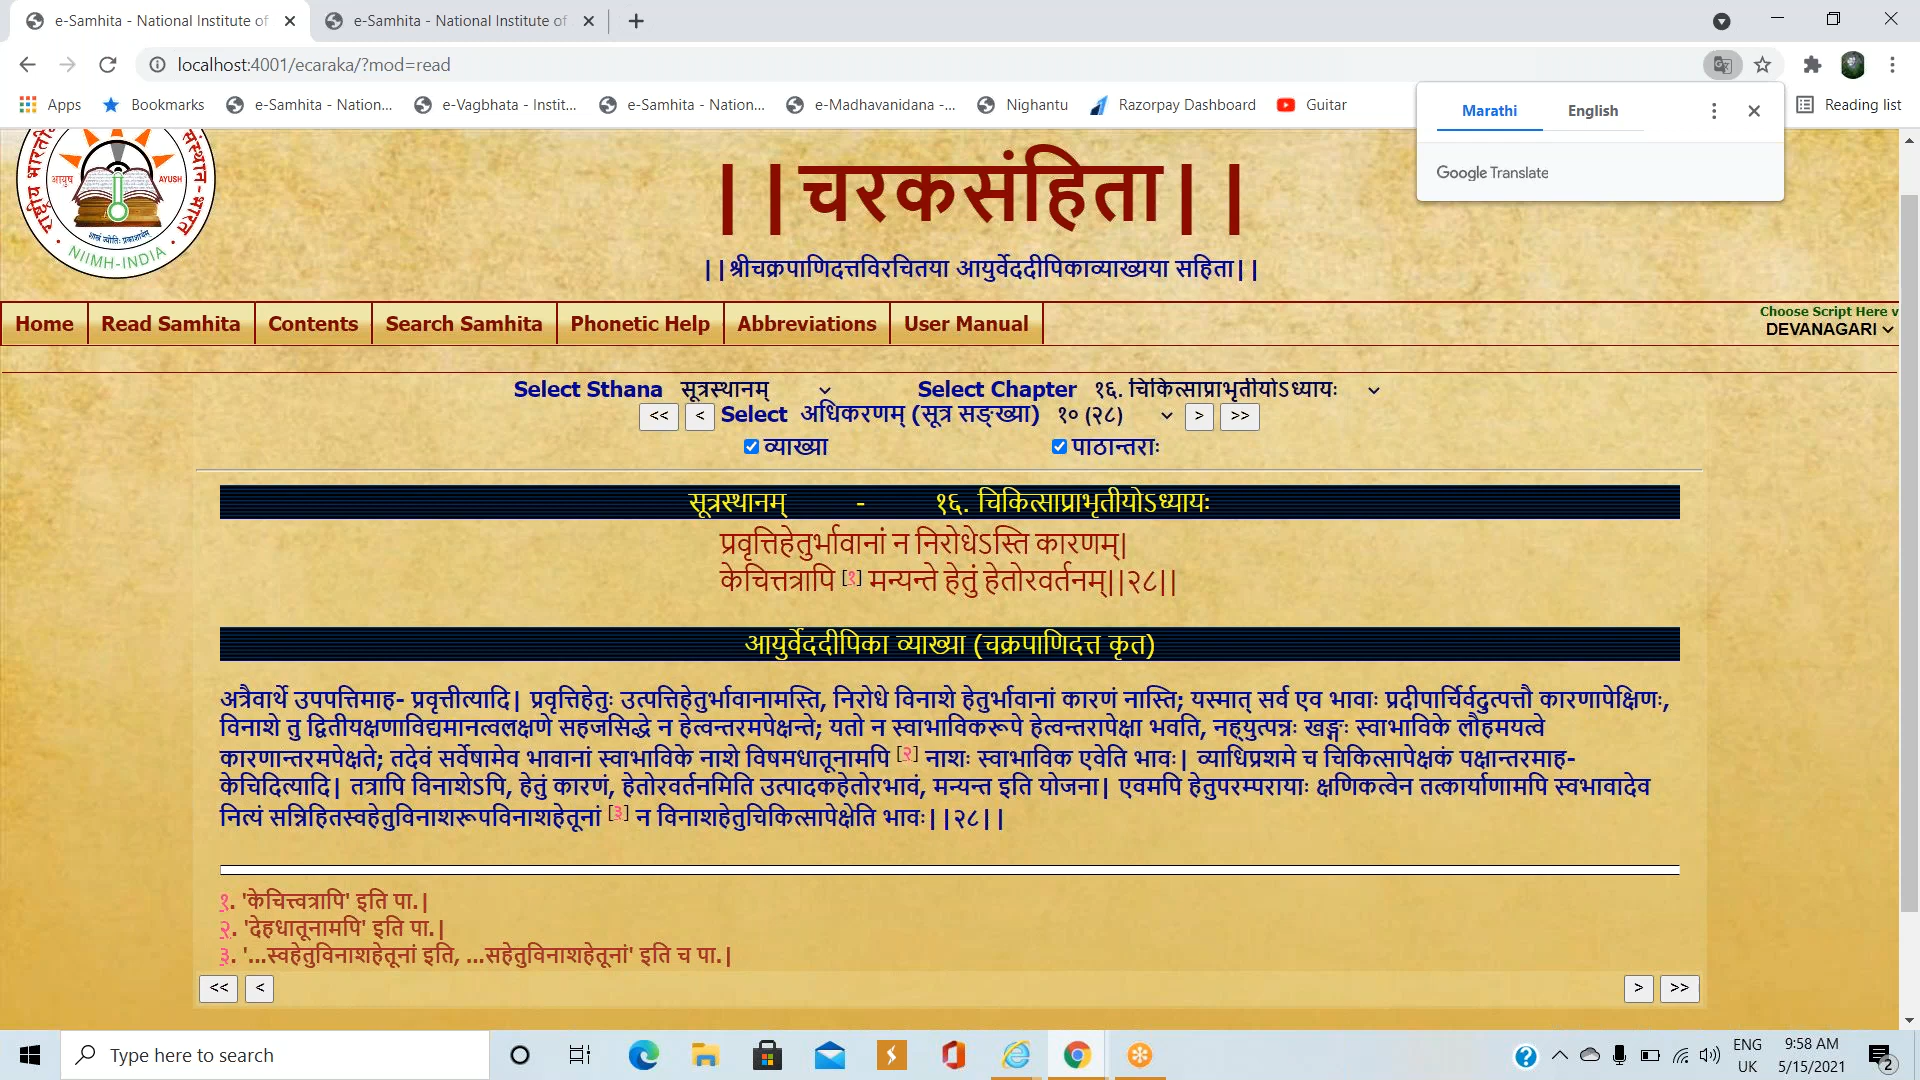 e-Samhita - National Institute of
e-Samhita - National Institute of
localhost:4001/ecaraka/?mod=read
Apps
Bookmarks
e-Samhita - Nation...
e-Vagbhata - Instit...
e-Samhita - Nation...
e-Madhavanidana -...
Nighantu
Razorpay Dashboard
Guitar
Reading list
Marathi
English
Google Translate
आयुष
AYUSH
NIIMH-INDIA
||चरकसंहिता||
||श्रीचक्रपाणिदत्तविरचितया आयुर्वेददीपिकाव्याख्यया सहिता||
Home
Read Samhita
Contents
Search Samhita
Phonetic Help
Abbreviations
User Manual
Choose Script Here v
DEVANAGARI
Select Sthana सूत्रस्थानम् Select Chapter १६. चिकित्साप्राभृतीयोऽध्यायः
<< < Select अधिकरणम् (सूत्र सङ्ख्या) १० (२८) > >>
व्याख्या पाठान्तराः
सूत्रस्थानम् - १६. चिकित्साप्राभृतीयोऽध्यायः
प्रवृत्तिहेतुर्भावानां न निरोधेऽस्ति कारणम्|
केचित्तत्रापि [१] मन्यन्ते हेतुं हेतोरवर्तनम्||२८||
आयुर्वेददीपिका व्याख्या (चक्रपाणिदत्त कृत)
अत्रैवार्थे उपपत्तिमाह- प्रवृत्तीत्यादि| प्रवृत्तिहेतुः उत्पत्तिहेतुर्भावानामस्ति, निरोधे विनाशे हेतुर्भावानां कारणं नास्ति; यस्मात् सर्व एव भावाः प्रदीपार्चिर्वदुत्पत्तौ कारणापेक्षिणः,
विनाशे तु द्वितीयक्षणाविद्यमानत्वलक्षणे सहजसिद्धे न हेत्वन्तरमपेक्षन्ते; यतो न स्वाभाविकरूपे हेत्वन्तरापेक्षा भवति, नह्युत्पन्नः खङ्गः स्वाभाविके लौहमयत्वे
कारणान्तरमपेक्षते; तदेवं सर्वेषामेव भावानां स्वाभाविके नाशे विषमधातूनामपि [२] नाशः स्वाभाविक एवेति भावः| व्याधिप्रशमे च चिकित्सापेक्षकं पक्षान्तरमाह-
केचिदित्यादि| तत्रापि विनाशेऽपि, हेतुं कारणं, हेतोरवर्तनमिति उत्पादकहेतोरभावं, मन्यन्त इति योजना| एवमपि हेतुपरम्परायाः क्षणिकत्वेन तत्कार्याणामपि स्वभावादेव
नित्यं सन्निहितस्वहेतुविनाशरूपविनाशहेतूनां [३] न विनाशहेतुचिकित्सापेक्षेति भावः||२८||
१. 'केचित्त्वत्रापि' इति पा.|
२. 'देहधातूनामपि' इति पा.|
३. '...स्वहेतुविनाशहेतूनां इति, ...सहेतुविनाशहेतूनां' इति च पा.|
<< < > >>
Type here to search
ENG
UK
9:58 AM
5/15/2021
2